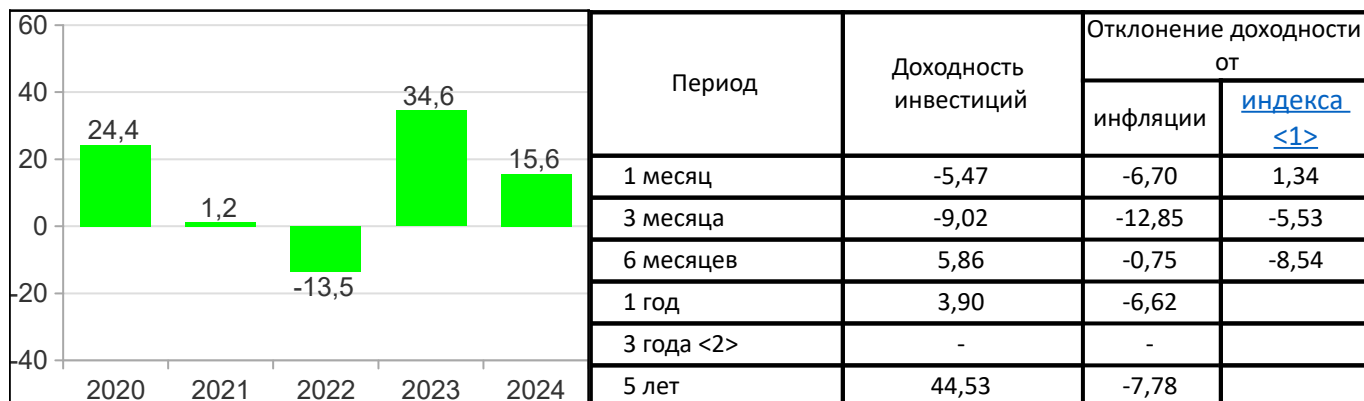 60
40
20
0
-20
-40
24,4
1,2
-13,5
34,6
15,6
2020 2021 2022 2023 2024
Период
Доходность
инвестиций
Отклонение доходности
от
инфляции
индекса
<1>
1 месяц -5,47 -6,70 1,34
3 месяца -9,02 -12,85 -5,53
6 месяцев 5,86 -0,75 -8,54
1 год 3,90 -6,62
3 года <2> - -
5 лет 44,53 -7,78